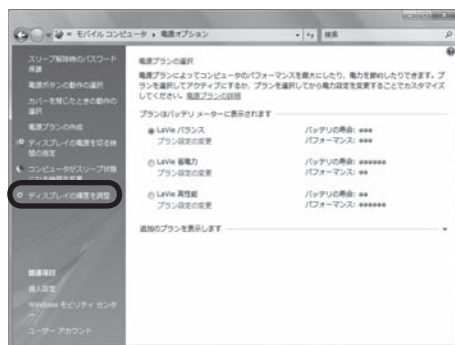 モバイル コンピュータ ▸ 電源オプション
検索
スリープ解除時のパスワード
保護
電源ボタンの動作の選択
カバーを閉じたときの動作の
選択
電源プランの作成
ディスプレイの電源を切る時
間の指定
コンピュータがスリープ状態
になる時間を変更
ディスプレイの輝度を調整
関連項目
個人設定
Windows モビリティ センタ
ー
ユーザー アカウント
電源プランの選択
電源プランによってコンピュータのパフォーマンスを最大にしたり、電力を節約したりできます。プ
ランを選択してアクティブにするか、プランを選択してから電力設定を変更することでカスタマイズ
してください。電源プランの詳細
プランはバッテリ メーターに表示されます
LaVie バランス バッテリの寿命:
プラン設定の変更 パフォーマンス:
LaVie 省電力 バッテリの寿命:
プラン設定の変更 パフォーマンス:
LaVie 高性能 バッテリの寿命:
プラン設定の変更 パフォーマンス:
追加のプランを表示します